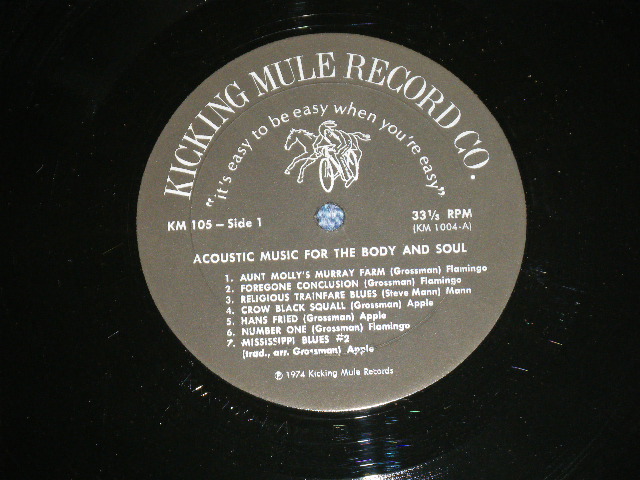 KICKING MULE RECORD CO.
"it's easy to be easy when you're easy"
KM 105 – Side 1
33⅓ RPM
(KM 1004-A)
ACOUSTIC MUSIC FOR THE BODY AND SOUL
1. AUNT MOLLY'S MURRAY FARM (Grossman) Flamingo
2. FOREGONE CONCLUSION (Grossman) Flamingo
3. RELIGIOUS TRAINFARE BLUES (Steve Mann) Mann
4. CROW BLACK SQUALL (Grossman) Apple
5. HANS FRIED (Grossman) Apple
6. NUMBER ONE (Grossman) Flamingo
7. MISSISSIPPI BLUES #2
(trad., arr. Grossman) Apple
℗ 1974 Kicking Mule Records